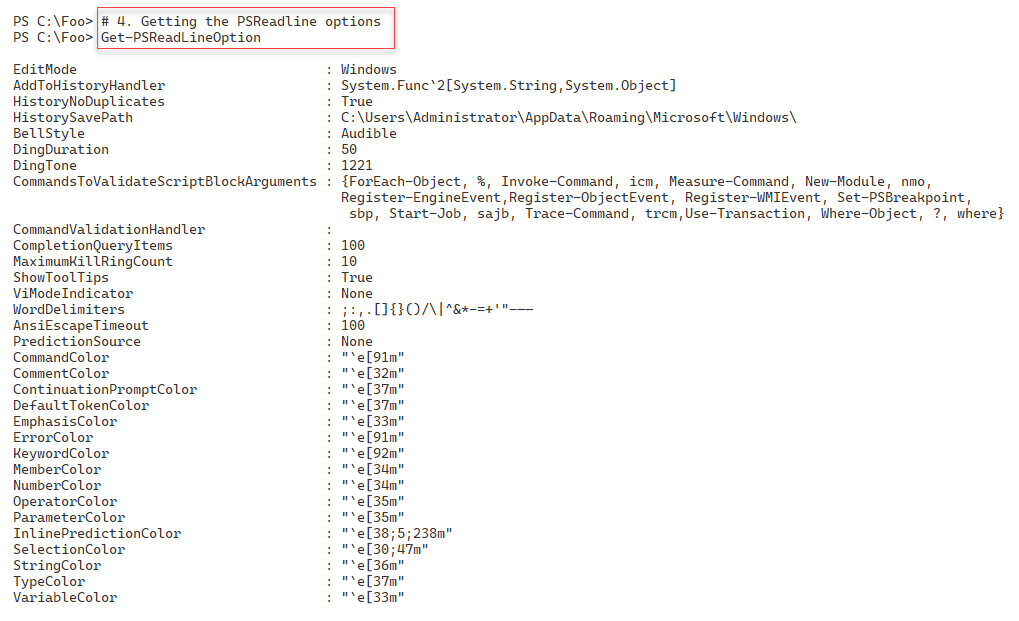 PS C:\Foo> # 4. Getting the PSReadline options
PS C:\Foo> Get-PSReadLineOption
EditMode : Windows
AddToHistoryHandler : System.Func`2[System.String,System.Object]
HistoryNoDuplicates : True
HistorySavePath : C:\Users\Administrator\AppData\Roaming\Microsoft\Windows\
BellStyle : Audible
DingDuration : 50
DingTone : 1221
CommandsToValidateScriptBlockArguments : {ForEach-Object, %, Invoke-Command, icm, Measure-Command, New-Module, nmo,
Register-EngineEvent,Register-ObjectEvent, Register-WMIEvent, Set-PSBreakpoint,
sbp, Start-Job, sajb, Trace-Command, trcm,Use-Transaction, Where-Object, ?, where}
CommandValidationHandler :
CompletionQueryItems : 100
MaximumKillRingCount : 10
ShowToolTips : True
ViModeIndicator : None
WordDelimiters : ;:,.[]{}()/\|^&*-=+'"–—―
AnsiEscapeTimeout : 100
PredictionSource : None
CommandColor : "`e[91m"
CommentColor : "`e[32m"
ContinuationPromptColor : "`e[37m"
DefaultTokenColor : "`e[37m"
EmphasisColor : "`e[33m"
ErrorColor : "`e[91m"
KeywordColor : "`e[92m"
MemberColor : "`e[34m"
NumberColor : "`e[34m"
OperatorColor : "`e[35m"
ParameterColor : "`e[35m"
InlinePredictionColor : "`e[38;5;238m"
SelectionColor : "`e[30;47m"
StringColor : "`e[36m"
TypeColor : "`e[37m"
VariableColor : "`e[33m"